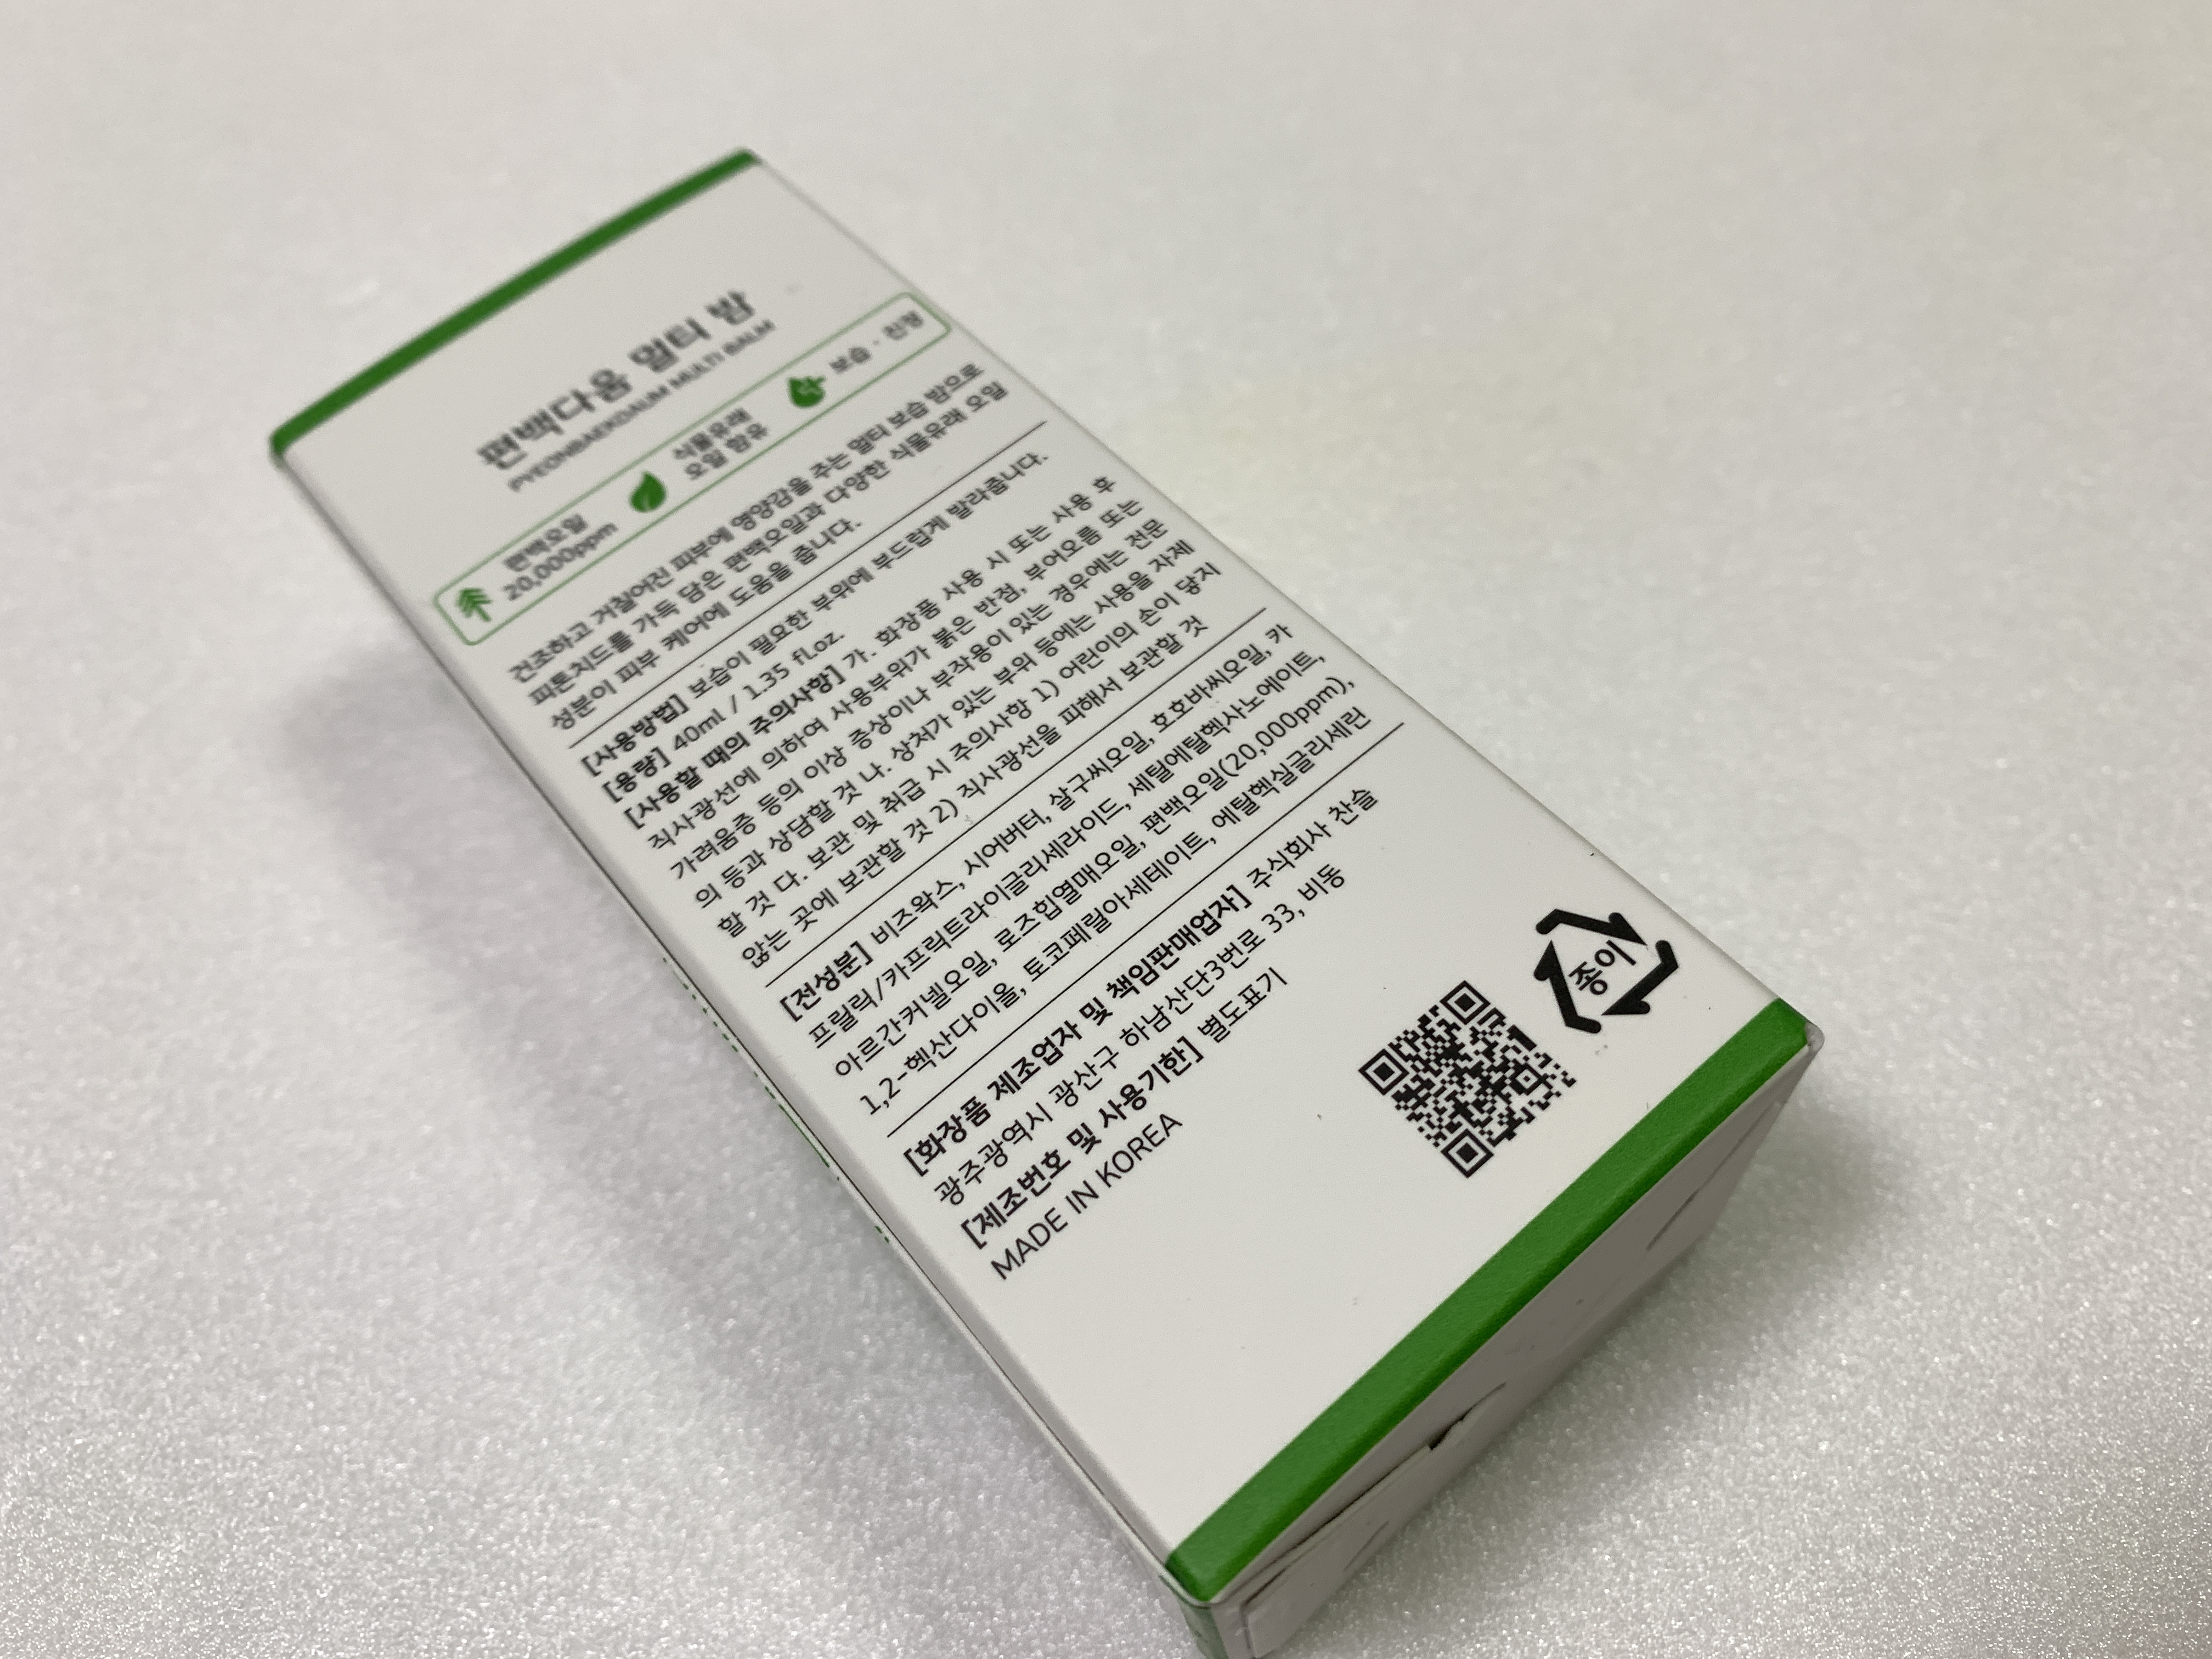 편백다움 멀티 밤
PYEONBAEKDAUM MULTI BALM
편백오일
20,000ppm
식물유래
오일 함유
보습 · 진정
건조하고 거칠어진 피부에 영양감을 주는 멀티 보습 밤으로
피톤치드를 가득 담은 편백오일과 다양한 식물유래 오일
성분이 피부 케어에 도움을 줍니다.
[사용방법] 보습이 필요한 부위에 부드럽게 발라줍니다.
[용량] 40ml / 1.35 fl.oz.
[사용할 때의 주의사항] 가. 화장품 사용 시 또는 사용 후
직사광선에 의하여 사용부위가 붉은 반점, 부어오름 또는
가려움증 등의 이상 증상이나 부작용이 있는 경우에는 전문
의 등과 상담할 것 나. 상처가 있는 부위 등에는 사용을 자제
할 것 다. 보관 및 취급 시 주의사항 1) 어린이의 손이 닿지
않는 곳에 보관할 것 2) 직사광선을 피해서 보관할 것
[전성분] 비즈왁스, 시어버터, 살구씨오일, 호호바씨오일, 카
프릴릭/카프릭트라이글리세라이드, 세틸에틸헥사노에이트,
아르간커넬오일, 로즈힙열매오일, 편백오일(20,000ppm),
1,2-헥산다이올, 토코페릴아세테이트, 에틸헥실글리세린
[화장품 제조업자 및 책임판매업자] 주식회사 찬슬
광주광역시 광산구 하남산단3번로 33, 비동
[제조번호 및 사용기한] 별도표기
MADE IN KOREA
종이